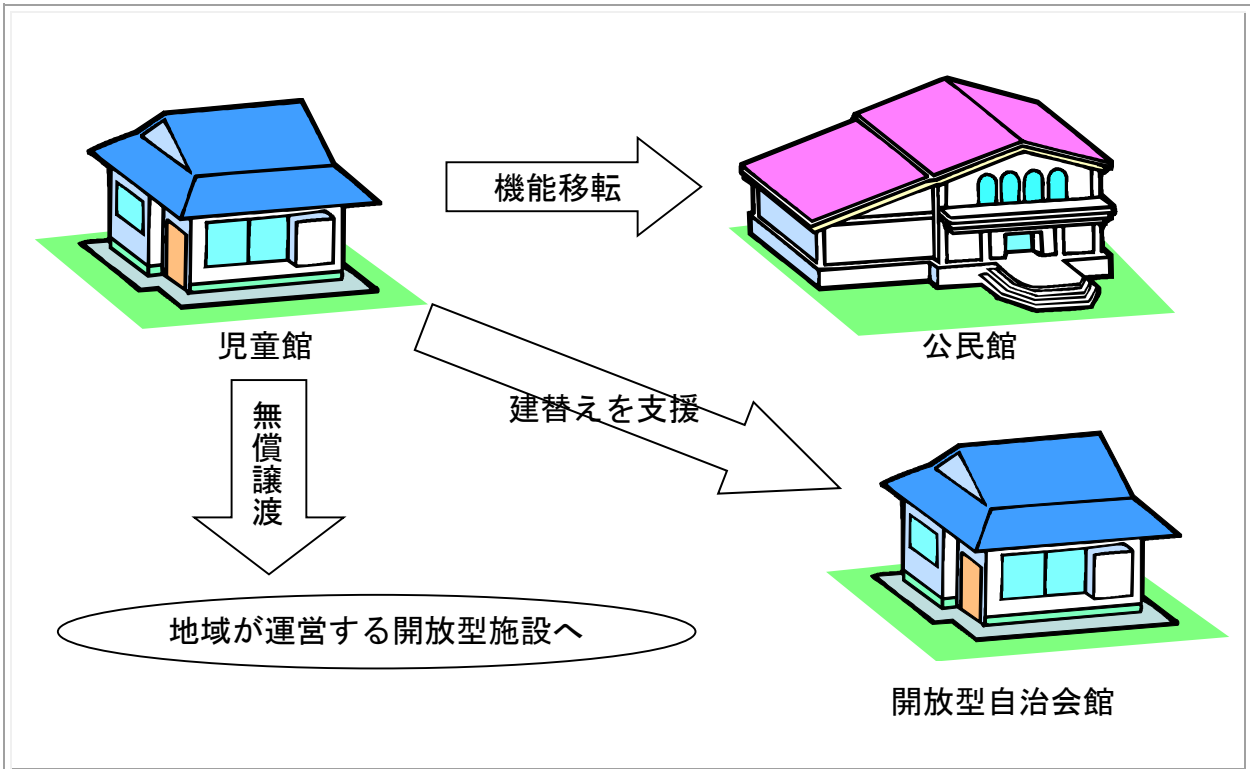 機能移転
児童館
公民館
建替えを支援
無償譲渡
地域が運営する開放型施設へ
開放型自治会館